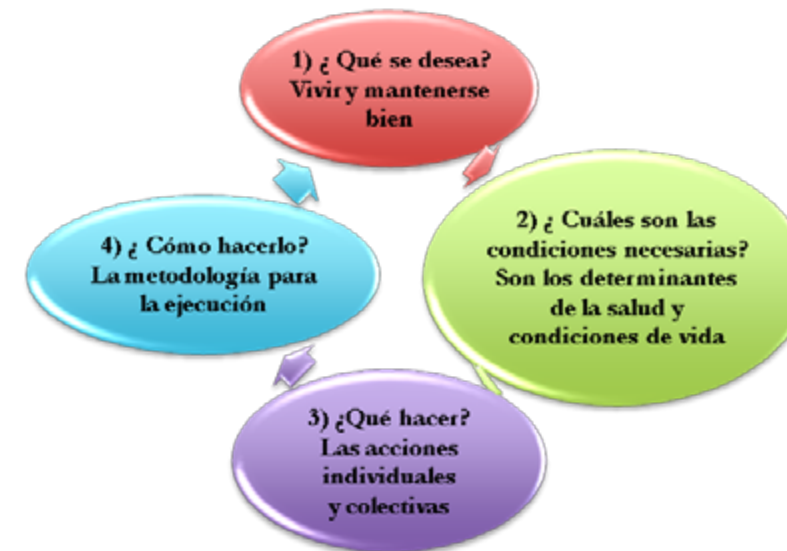 1) ¿ Qué se desea?
Vivir y mantenerse
bien
2) ¿ Cuáles son las
condiciones necesarias?
Son los determinantes
de la salud y
condiciones de vida
3) ¿Qué hacer?
Las acciones
individuales
y colectivas
4) ¿ Cómo hacerlo?
La metodología para
la ejecución